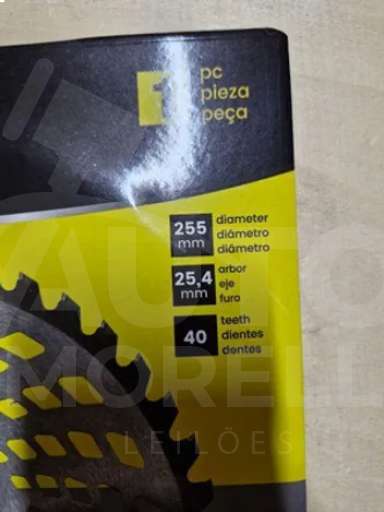 1 pc
pieza
peça
255 mm diameter
diámetro
diâmetro
25,4 mm arbor
eje
furo
40 teeth
dientes
dentes
AUTO
MORELL
LEILÕES